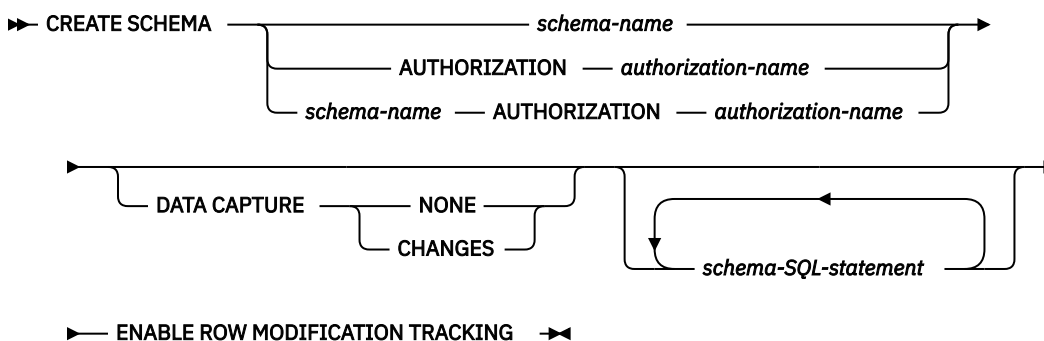 CREATE SCHEMA schema-name
AUTHORIZATION authorization-name
schema-name AUTHORIZATION authorization-name
DATA CAPTURE NONE
CHANGES
schema-SQL-statement
ENABLE ROW MODIFICATION TRACKING